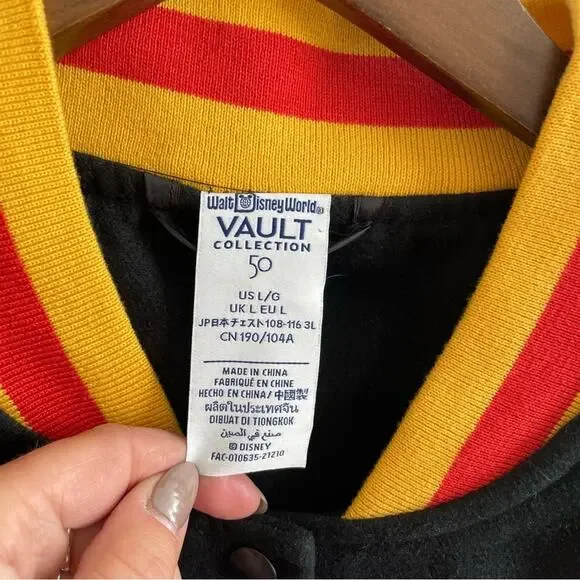 Walt Disney World®
VAULT
COLLECTION
50
US L/G
UK L EU L
JP日本チェスト108-116 3L
CN 190/104A
MADE IN CHINA
FABRIQUÉ EN CHINE
HECHO EN CHINA/中國製
ผลิตในประเทศจีน
DIBUAT DI TIONGKOK
صنع في الصين
© DISNEY
FAC-010635-21210